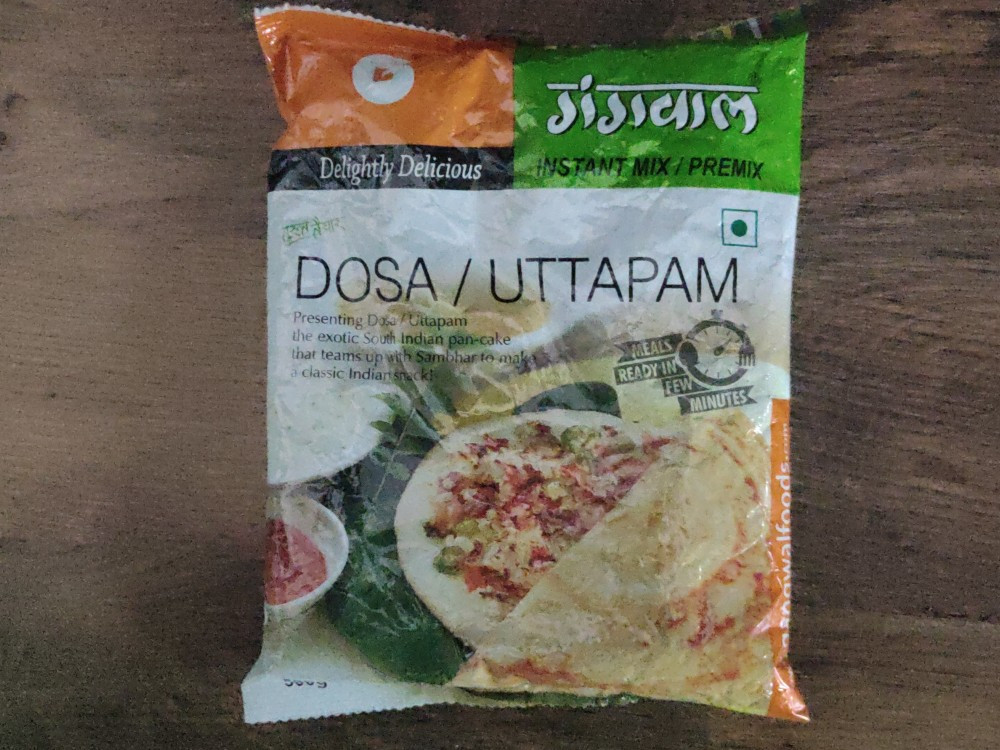 गंगवाल
Delightly Delicious
INSTANT MIX / PREMIX
तुरन्त तैयार
DOSA / UTTAPAM
Presenting Dosa / Uttapam
the exotic South Indian pan-cake
that teams up with Sambhar to make
a classic Indian snack!
MEALS
READY IN
FEW
MINUTES